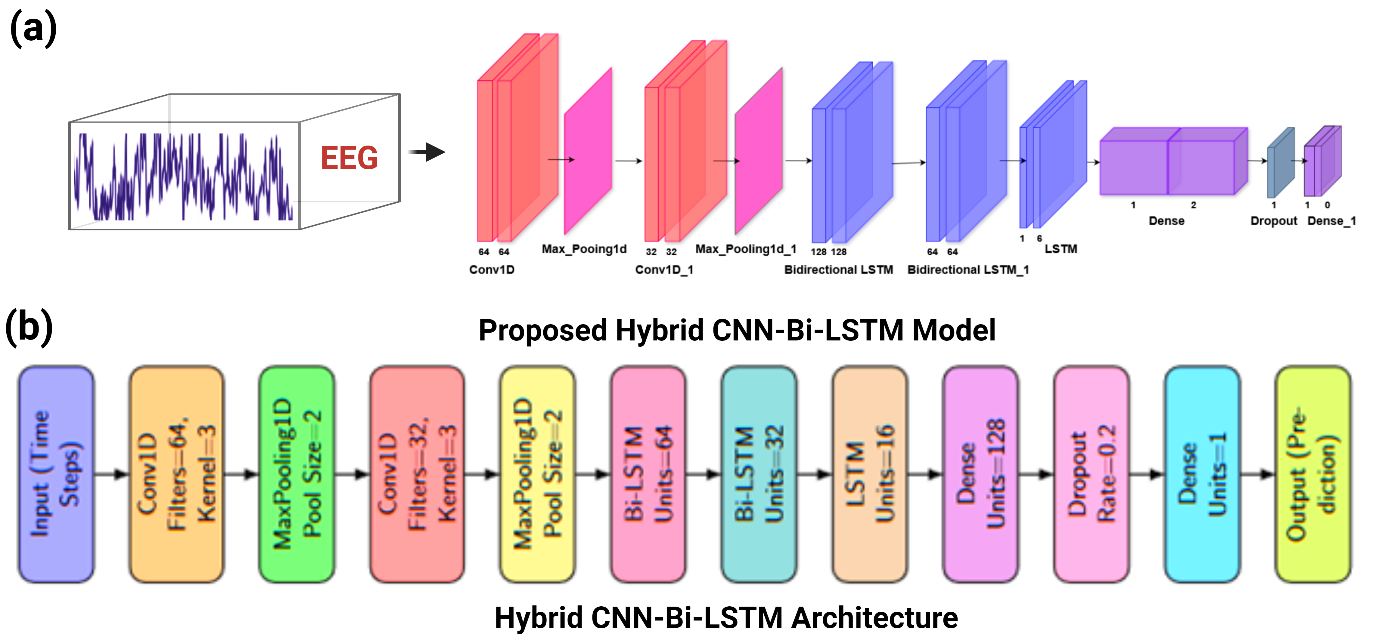 (a)
EEG
64 64
Conv1D
Max_Pooing1d
32 32
Conv1D_1
Max_Pooling1d_1
128 128
Bidirectional LSTM
64 64
Bidirectional LSTM_1
1 6
LSTM
1 2
Dense
1
Dropout
1 0
Dense_1
Proposed Hybrid CNN-Bi-LSTM Model
(b)
Input (Time
Steps)
Conv1D
Filters=64,
Kernel=3
MaxPooling1D
Pool Size=2
Conv1D
Filters=32,
Kernel=3
MaxPooling1D
Pool Size=2
Bi-LSTM
Units=64
Bi-LSTM
Units=32
LSTM
Units=16
Dense
Units=128
Dropout
Rate=0.2
Dense
Units=1
Output (Pre-
diction)
Hybrid CNN-Bi-LSTM Architecture